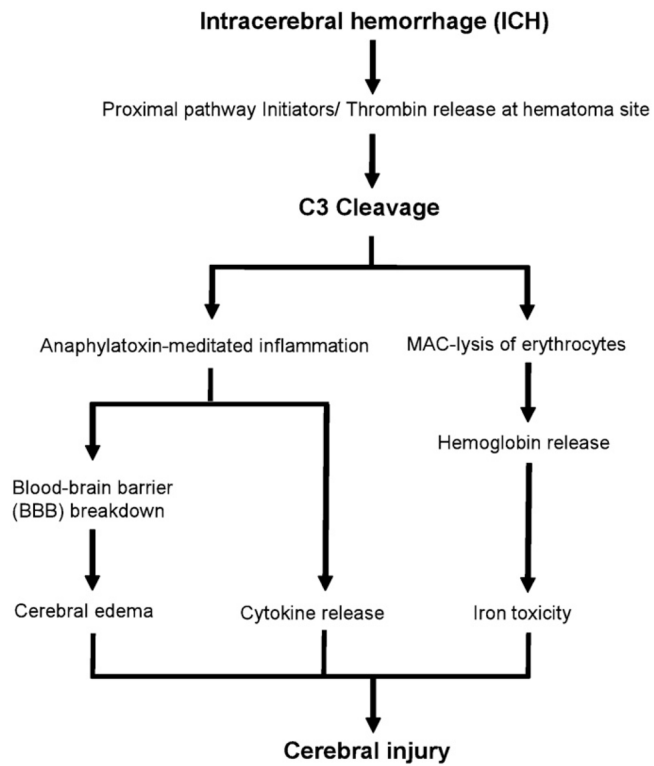 Intracerebral hemorrhage (ICH)
Proximal pathway Initiators/ Thrombin release at hematoma site
C3 Cleavage
Anaphylatoxin-meditated inflammation
MAC-lysis of erythrocytes
Hemoglobin release
Blood-brain barrier
(BBB) breakdown
Cerebral edema
Cytokine release
Iron toxicity
Cerebral injury